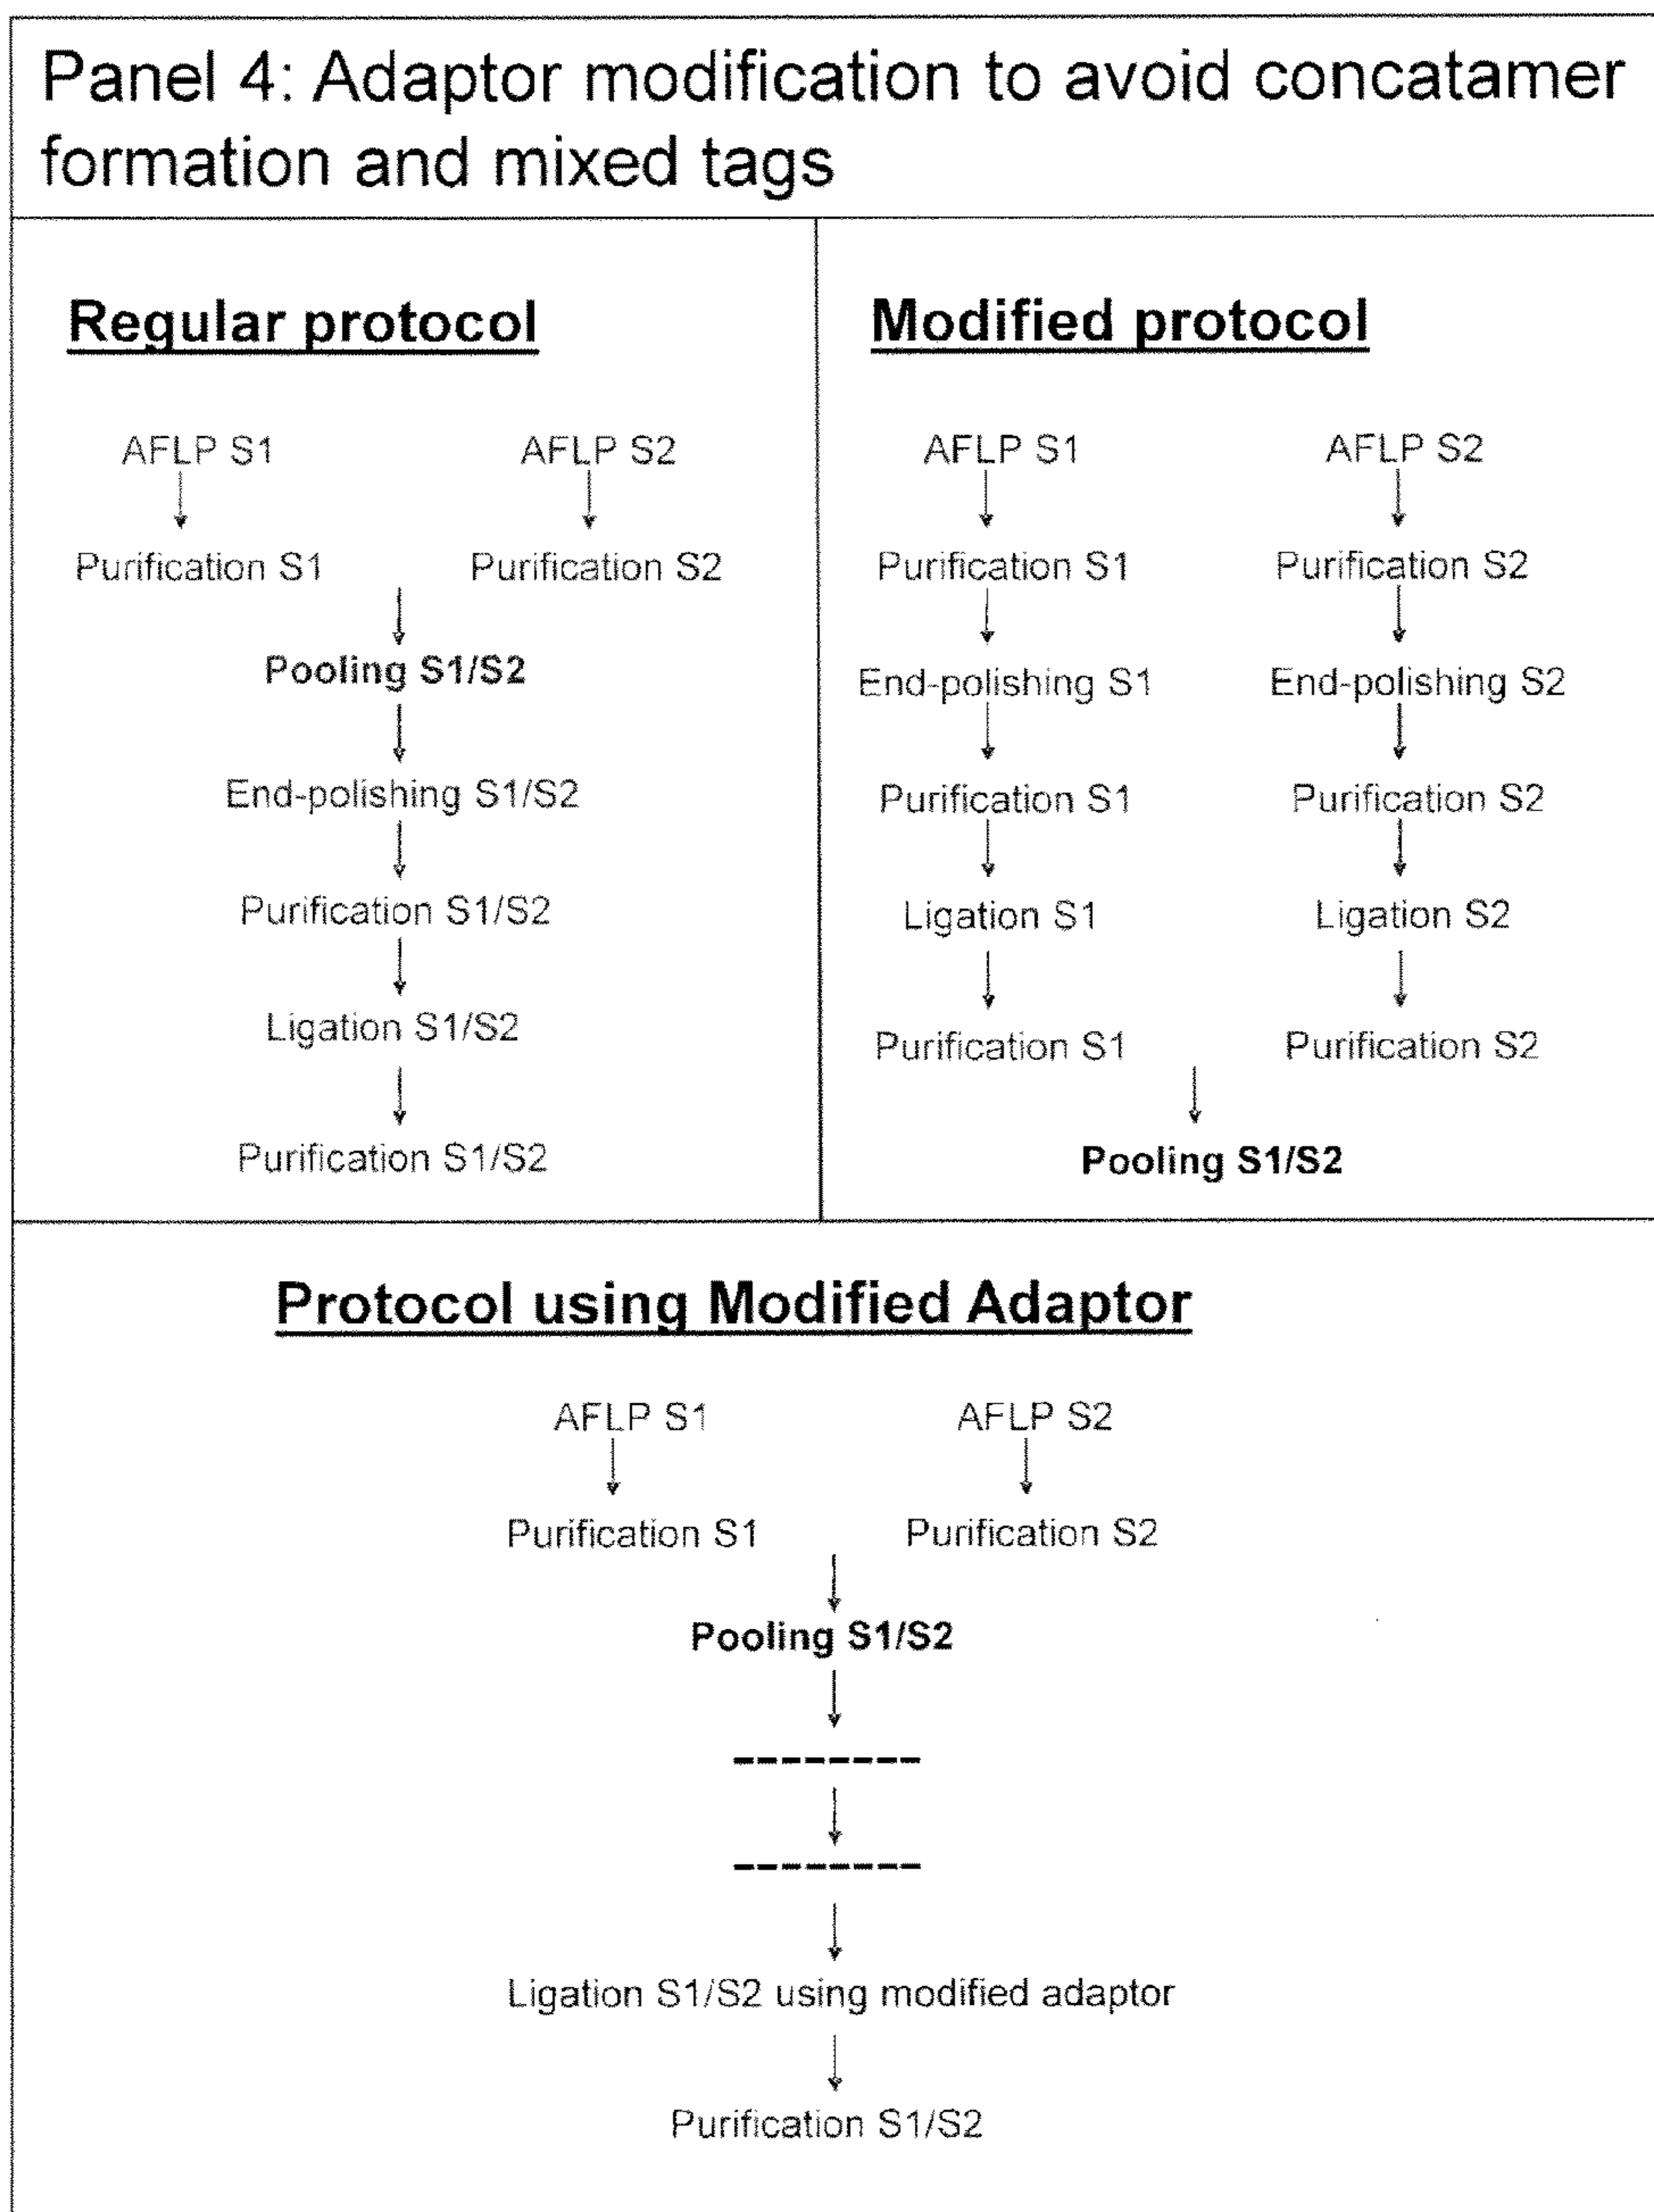 Panel 4: Adaptor modification to avoid concatamer
formation and mixed tags
Regular protocol
AFLP S1 AFLP S2
Purification S1 Purification S2
Pooling S1/S2
End-polishing S1/S2
Purification S1/S2
Ligation S1/S2
Purification S1/S2
Modified protocol
AFLP S1 AFLP S2
Purification S1 Purification S2
End-polishing S1 End-polishing S2
Purification S1 Purification S2
Ligation S1 Ligation S2
Purification S1 Purification S2
Pooling S1/S2
Protocol using Modified Adaptor
AFLP S1 AFLP S2
Purification S1 Purification S2
Pooling S1/S2
--------
--------
Ligation S1/S2 using modified adaptor
Purification S1/S2